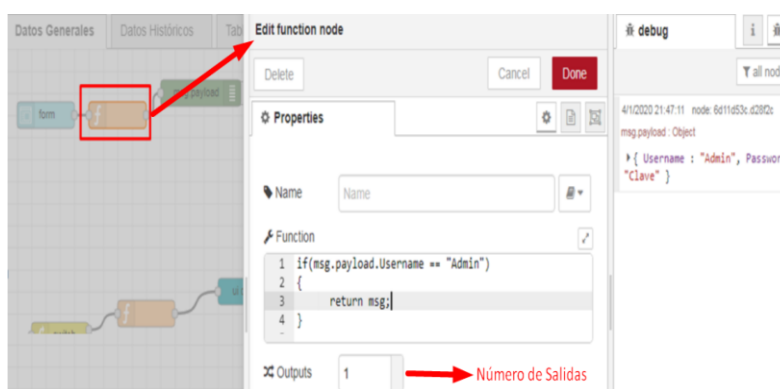 Datos Generales
Datos Históricos
Tab
form
msg.payload
switch
Edit function node
Delete
Cancel
Done
Properties
Name
Name
Function
1 if(msg.payload.Username == "Admin")
2 {
3 return msg;
4 }
Outputs
1
Número de Salidas
debug
i
all nod
4/1/2020 21:47:11 node: 6d11d53c.d28f2c
msg.payload : Object
{ Username : "Admin", Passwor
"Clave" }